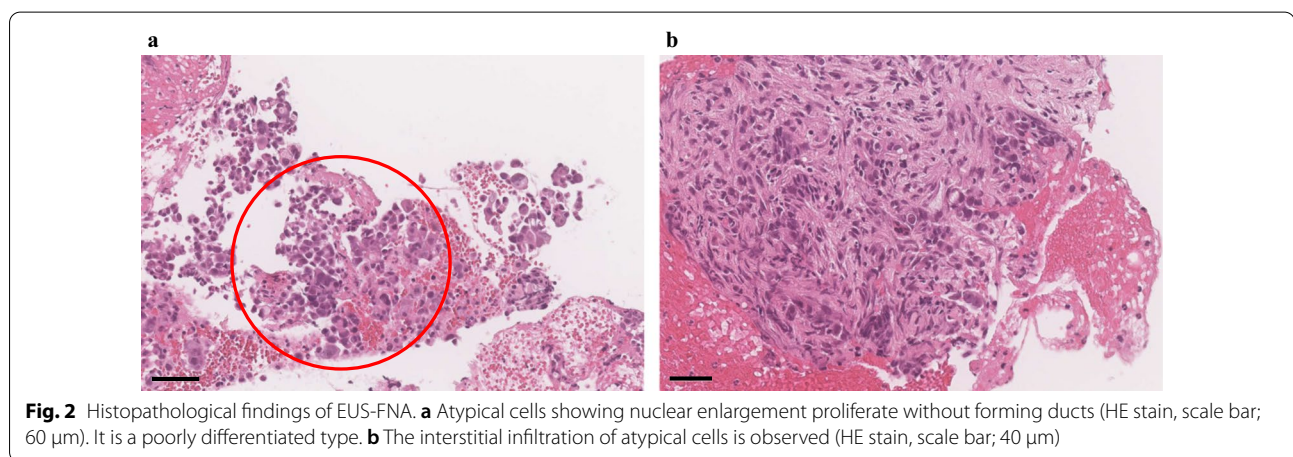 a
b
Fig. 2 Histopathological findings of EUS-FNA. a Atypical cells showing nuclear enlargement proliferate without forming ducts (HE stain, scale bar;
60 µm). It is a poorly differentiated type. b The interstitial infiltration of atypical cells is observed (HE stain, scale bar; 40 µm)